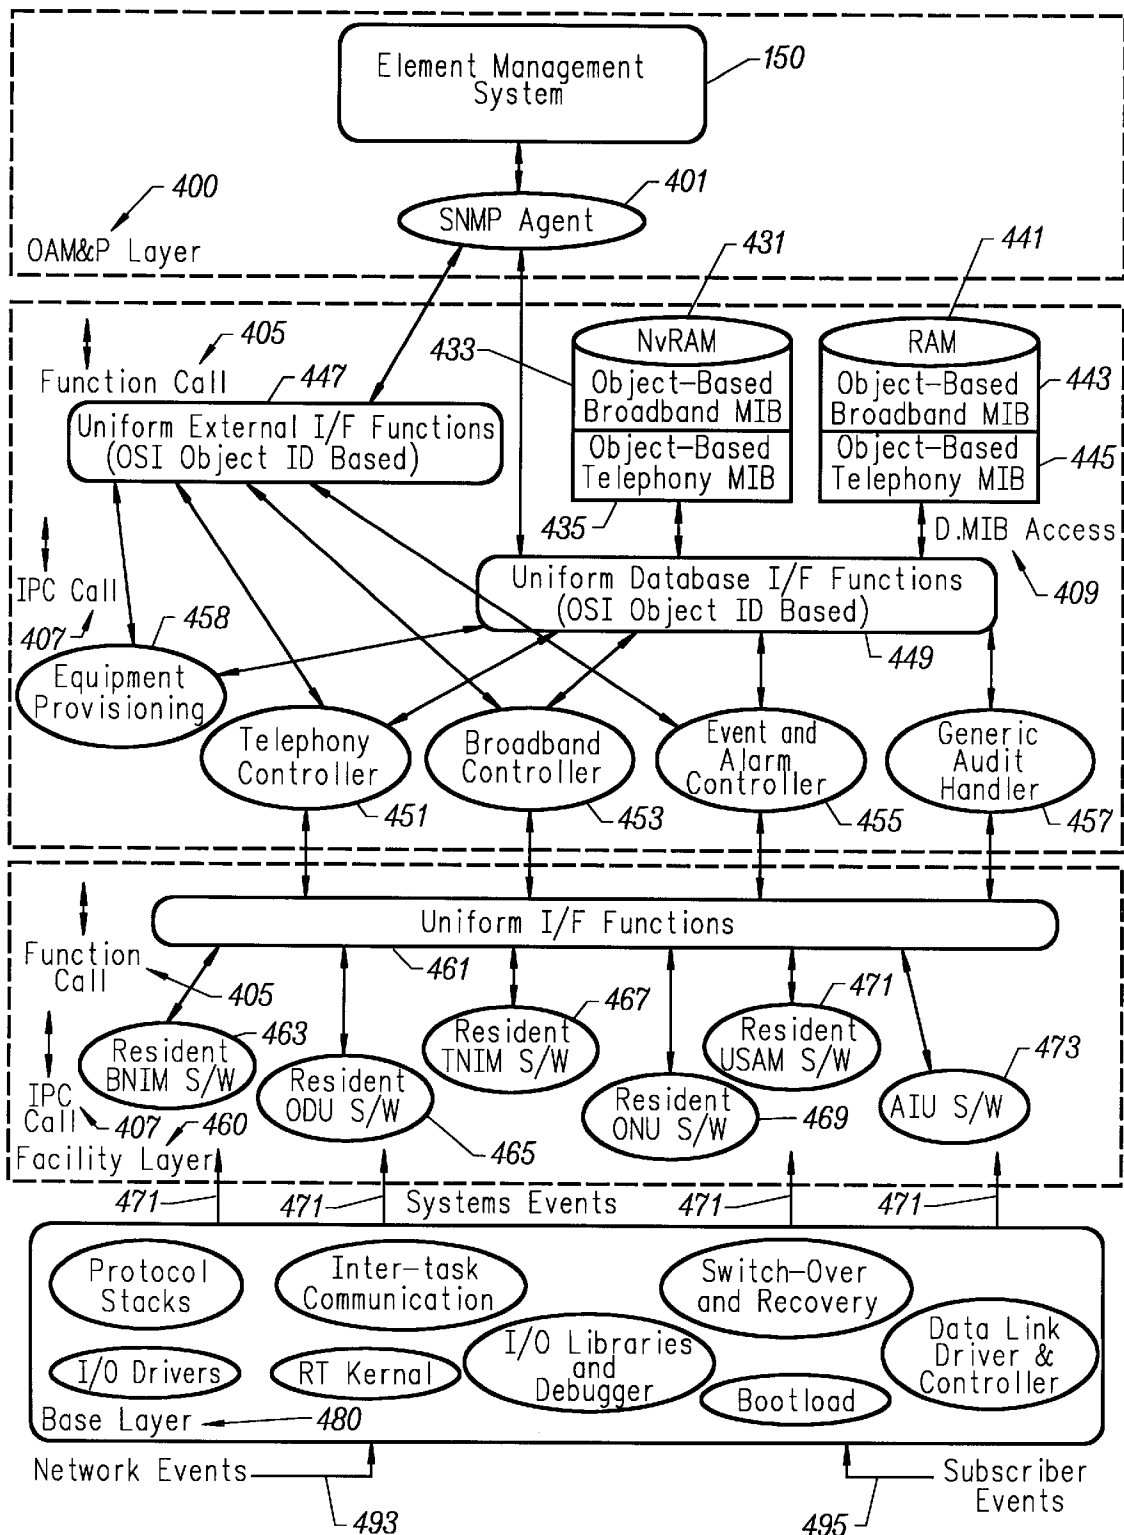 Element Management
System
150
401
SNMP Agent
400
OAM&P Layer
431
441
405
Function Call
447
433
NvRAM
Object-Based
Broadband MIB
Object-Based
Telephony MIB
435
RAM
Object-Based
Broadband MIB
Object-Based
Telephony MIB
443
445
Uniform External I/F Functions
(OSI Object ID Based)
D.MIB Access
409
IPC Call
407
458
Uniform Database I/F Functions
(OSI Object ID Based)
449
Equipment
Provisioning
Telephony
Controller
451
Broadband
Controller
453
Event and
Alarm
Controller
455
Generic
Audit
Handler
457
Uniform I/F Functions
461
Function
Call
405
IPC
Call
407
460
Facility Layer
Resident
BNIM S/W
463
Resident
ODU S/W
465
Resident
TNIM S/W
467
Resident
ONU S/W
469
Resident
USAM S/W
471
AIU S/W
473
471
471
Systems Events
471
471
Protocol
Stacks
Inter-task
Communication
Switch-Over
and Recovery
I/O Drivers
RT Kernal
I/O Libraries
and
Debugger
Bootload
Data Link
Driver &
Controller
Base Layer
480
Network Events
493
495
Subscriber
Events